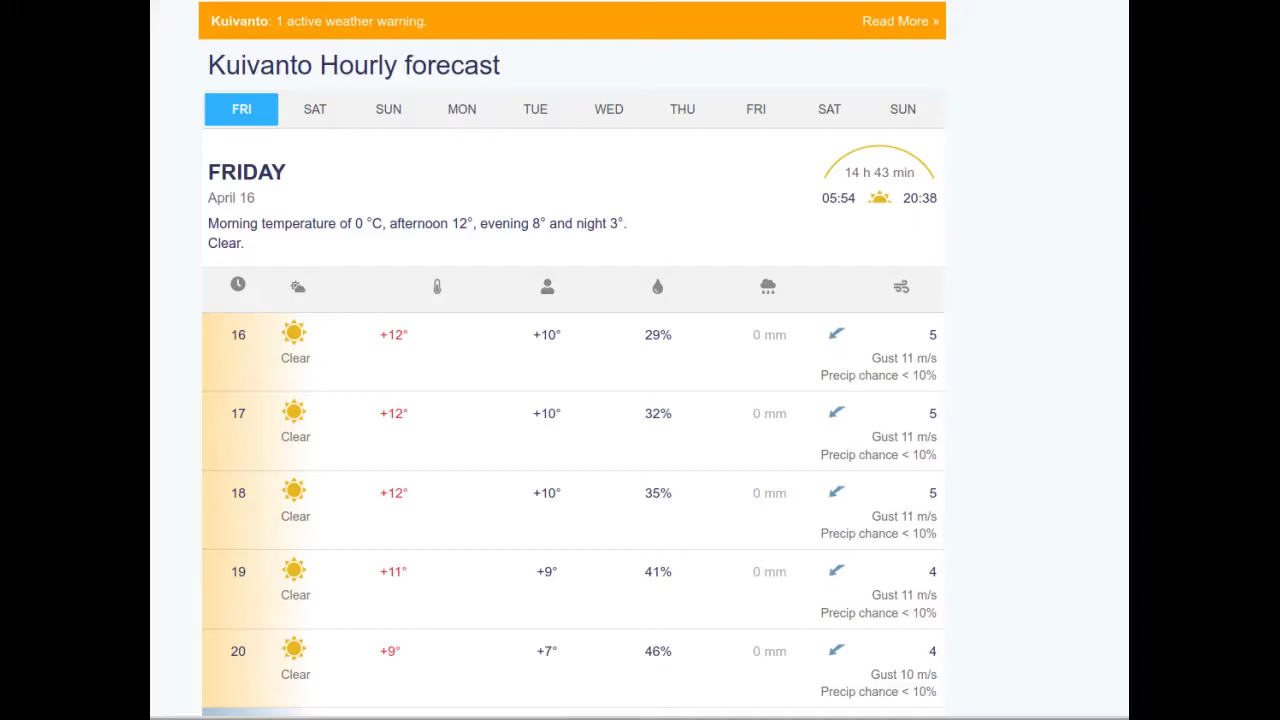 Kuivanto: 1 active weather warning. Read More »
Kuivanto Hourly forecast
FRI SAT SUN MON TUE WED THU FRI SAT SUN
FRIDAY
14 h 43 min
April 16
05:54 20:38
Morning temperature of 0 °C, afternoon 12°, evening 8° and night 3°.
Clear.
16 +12° +10° 29% 0 mm 5
Clear Gust 11 m/s
Precip chance < 10%
17 +12° +10° 32% 0 mm 5
Clear Gust 11 m/s
Precip chance < 10%
18 +12° +10° 35% 0 mm 5
Clear Gust 11 m/s
Precip chance < 10%
19 +11° +9° 41% 0 mm 4
Clear Gust 11 m/s
Precip chance < 10%
20 +9° +7° 46% 0 mm 4
Clear Gust 10 m/s
Precip chance < 10%